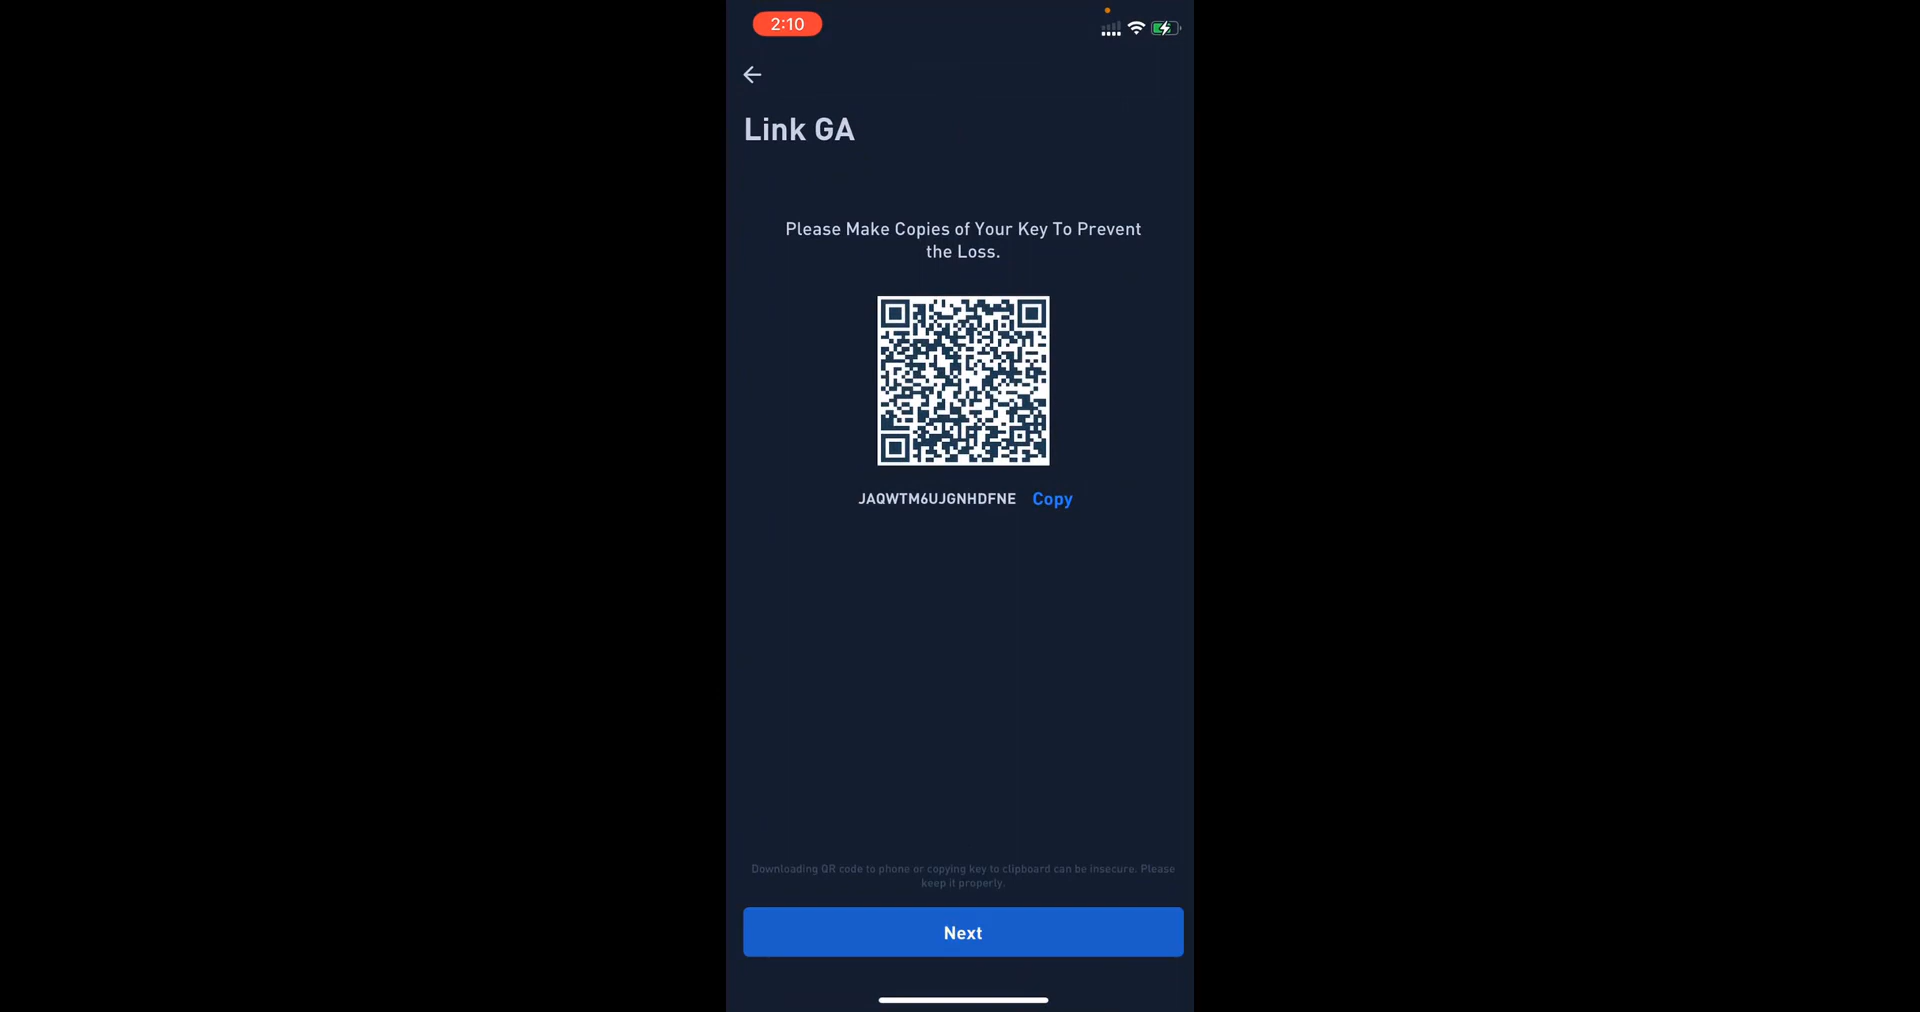 2:10
Link GA
Please Make Copies of Your Key To Prevent
the Loss.
JAQWTM6UJGNHDFNE Copy
Downloading QR code to phone or copying key to clipboard can be insecure. Please
keep it properly.
Next